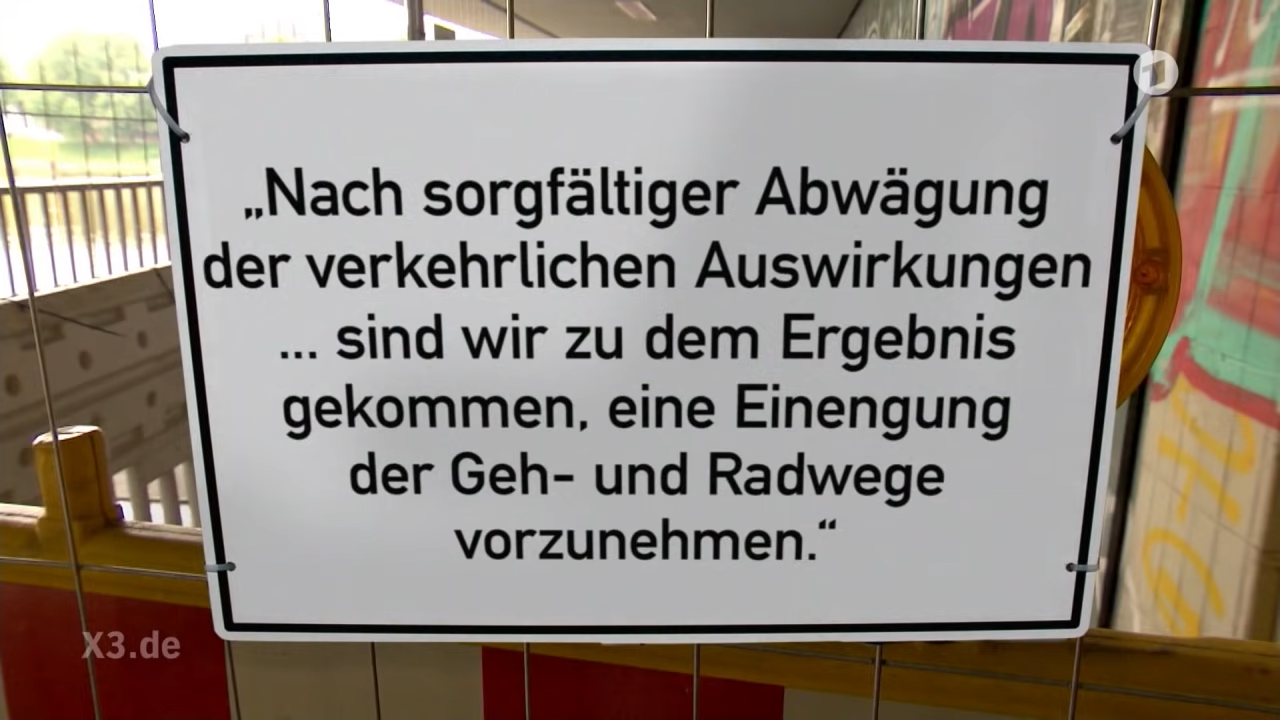 „Nach sorgfältiger Abwägung
der verkehrlichen Auswirkungen
... sind wir zu dem Ergebnis
gekommen, eine Einengung
der Geh- und Radwege
vorzunehmen.“
1
X3.de